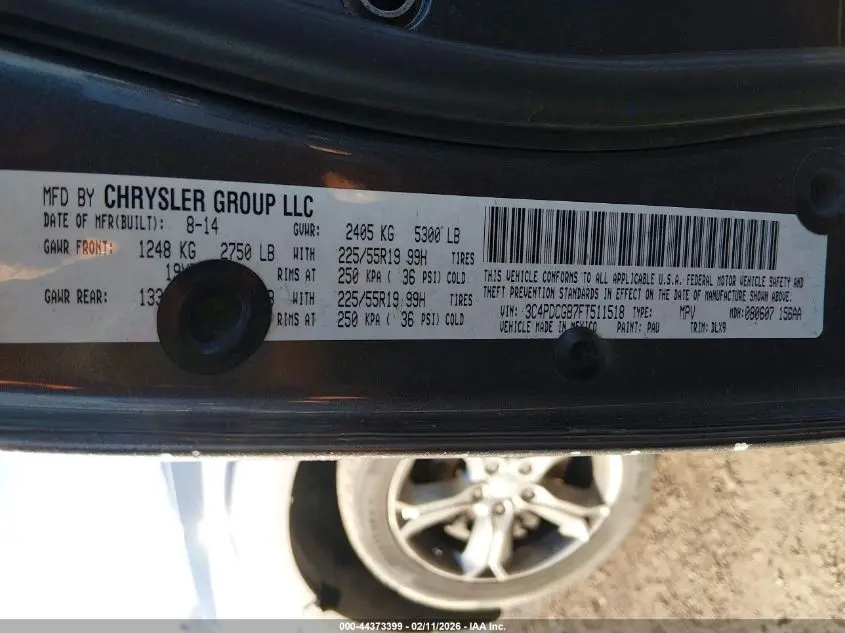 MFD BY CHRYSLER GROUP LLC
DATE OF MFR(BUILT): 8-14 GVWR: 2405 KG 5300 LB
GAWR FRONT: 1248 KG 2750 LB WITH 225/55R19 99H TIRES
RIMS AT 250 KPA ( 36 PSI) COLD
GAWR REAR: WITH 225/55R19 99H TIRES
RIMS AT 250 KPA ( 36 PSI) COLD
THIS VEHICLE CONFORMS TO ALL APPLICABLE U.S.A. FEDERAL MOTOR VEHICLE SAFETY AND
THEFT PREVENTION STANDARDS IN EFFECT ON THE DATE OF MANUFACTURE SHOWN ABOVE.
VIN: 3C4PDCGB7FT511518 TYPE: MPV MDH: 080607 156AA
VEHICLE MADE IN MEXICO PAINT: PAU TRIM: DLX9
000-44373399 - 02/11/2026 - IAA Inc.